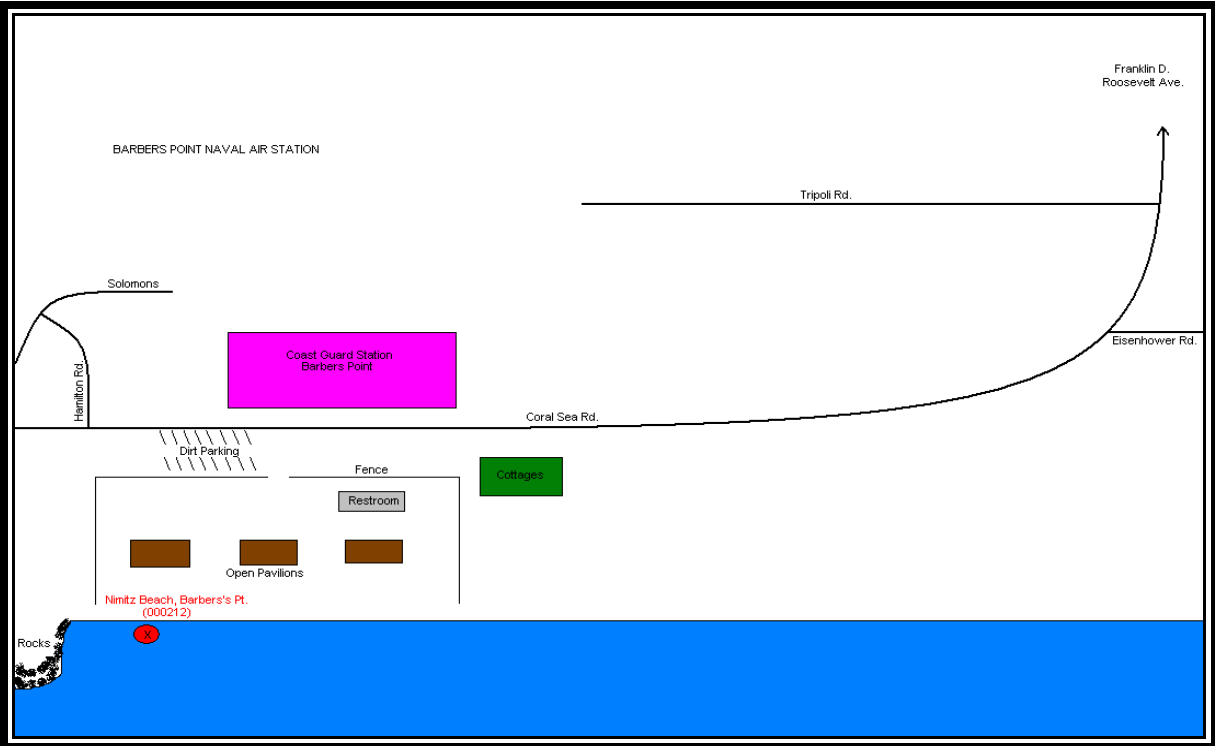 Franklin D.
Roosevelt Ave.
BARBERS POINT NAVAL AIR STATION
Tripoli Rd.
Solomons
Eisenhower Rd.
Coast Guard Station
Barbers Point
Hamilton Rd.
Coral Sea Rd.
Dirt Parking
Fence
Cottages
Restroom
Open Pavilions
Nimitz Beach, Barbers's Pt.
(000212)
X
Rocks